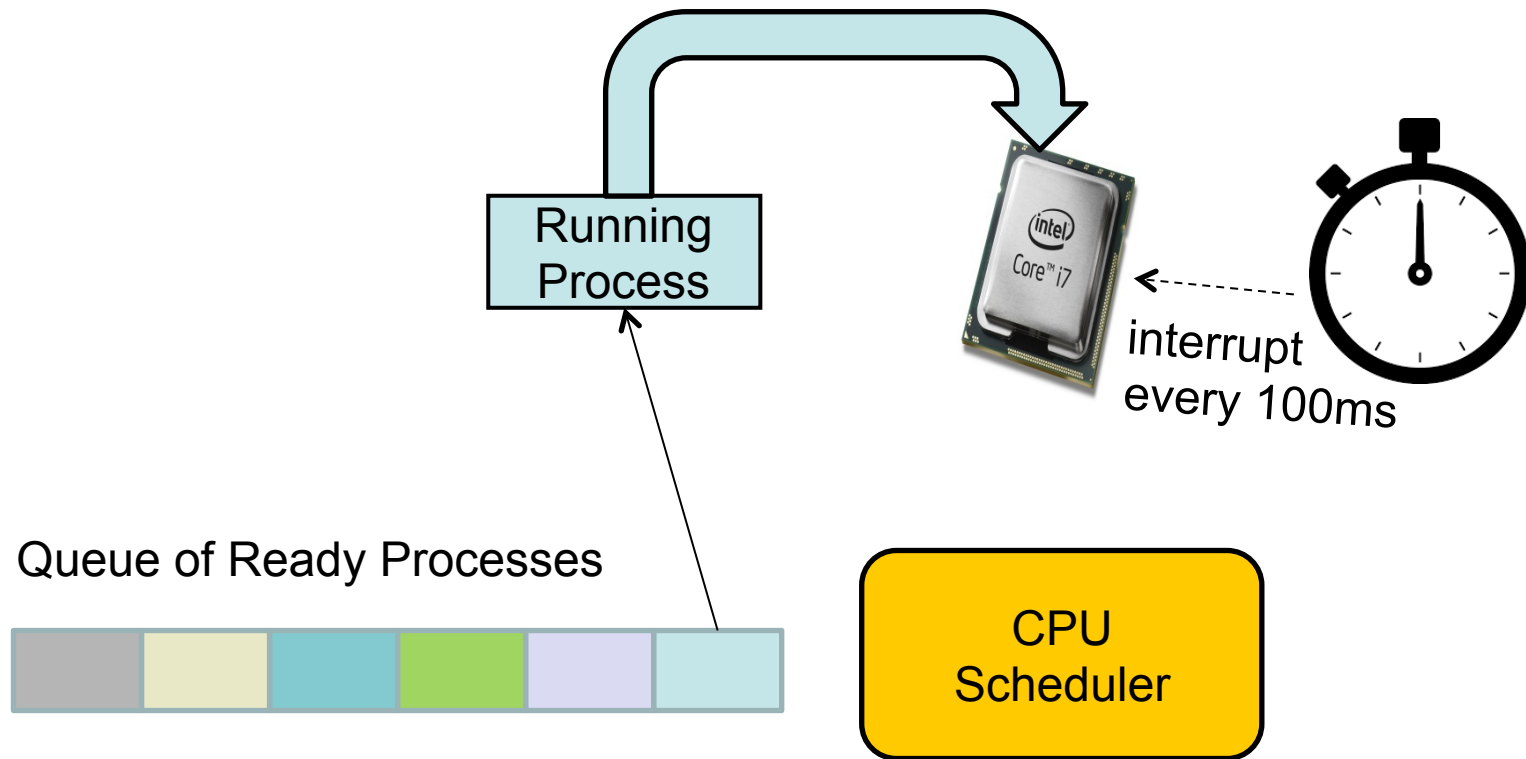 Running
Process
intel
Core™ i7
interrupt
every 100ms
Queue of Ready Processes
CPU
Scheduler